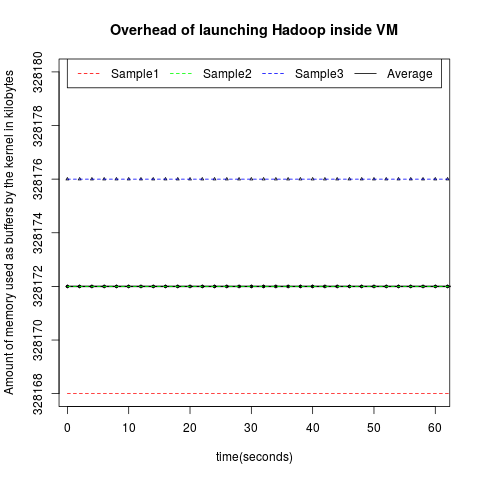 Overhead of launching Hadoop inside VM
Sample1 Sample2 Sample3 Average
Amount of memory used as buffers by the kernel in kilobytes
328180
328178
328176
328174
328172
328170
328168
0 10 20 30 40 50 60
time(seconds)